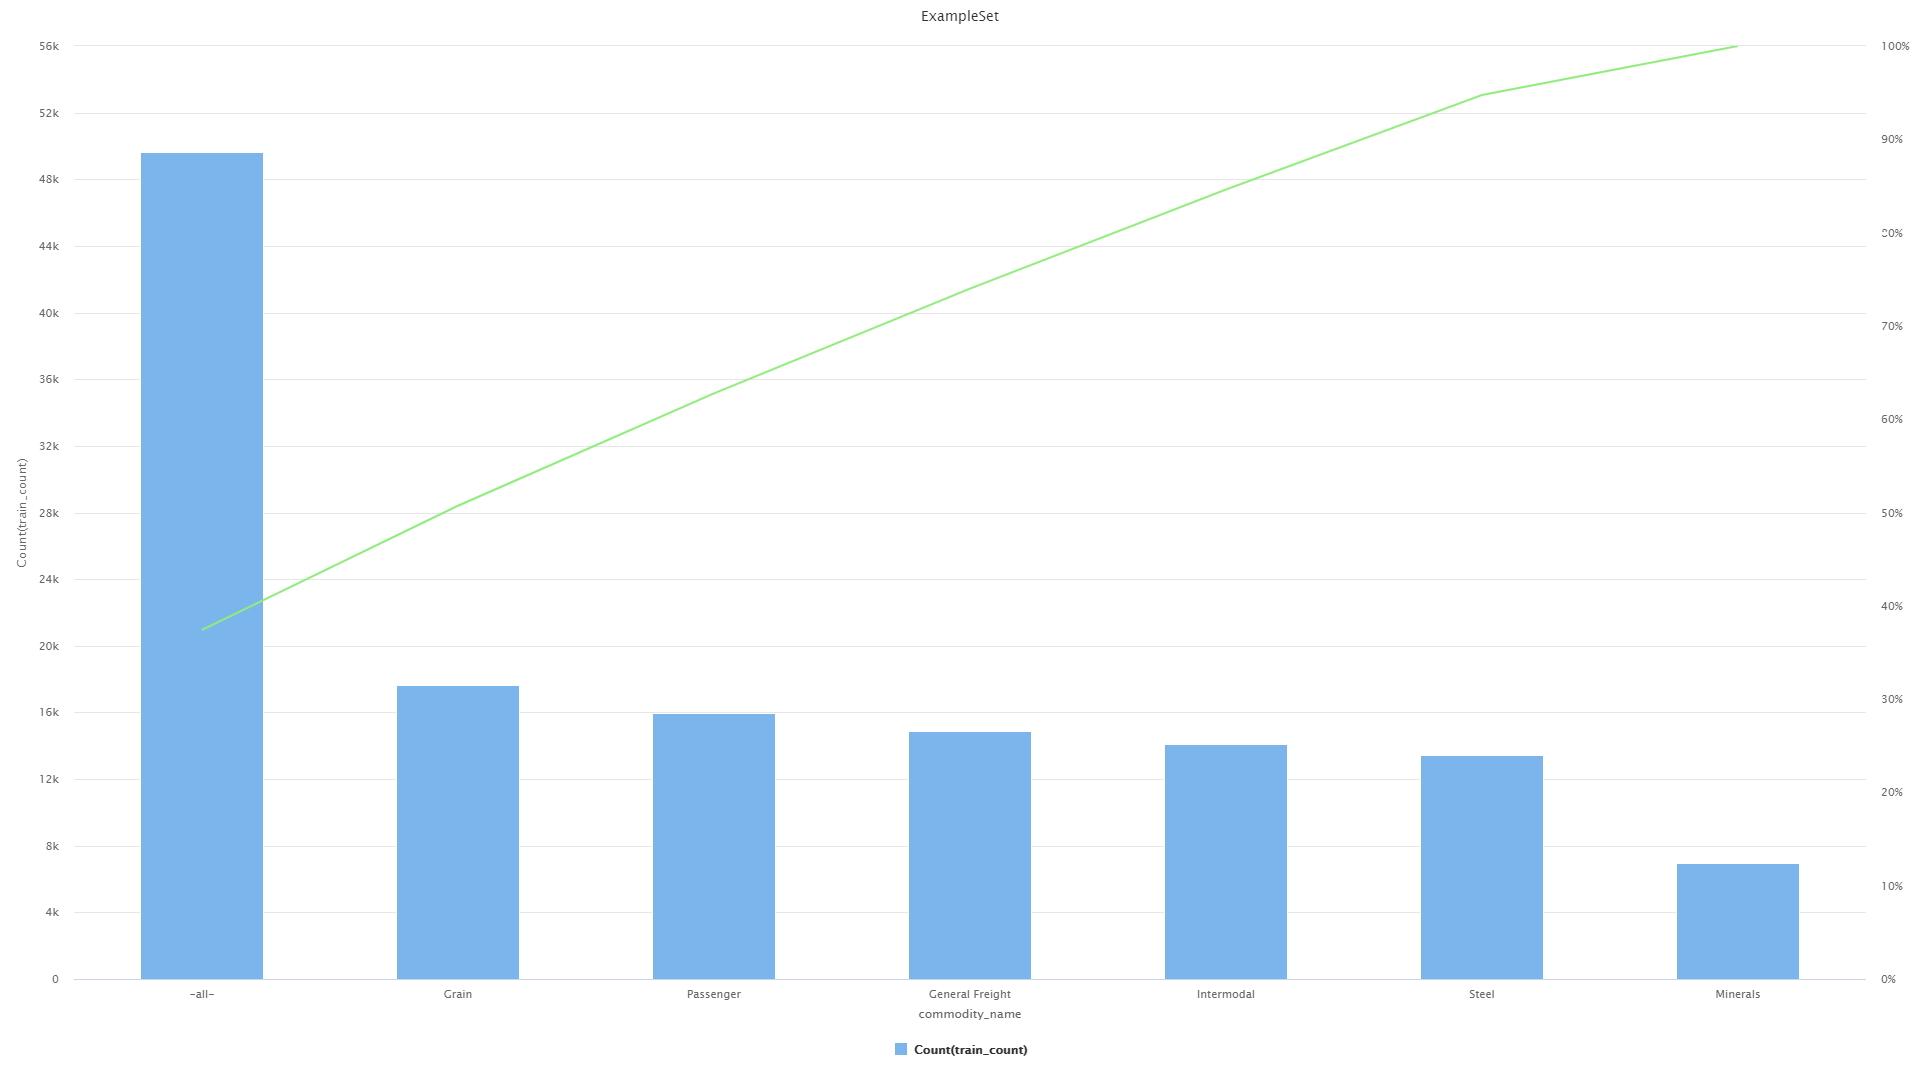 ExampleSet
56k
52k
48k
44k
40k
36k
32k
28k
24k
20k
16k
12k
8k
4k
0
Count(train_count)
100%
90%
80%
70%
60%
50%
40%
30%
20%
10%
0%
-all- Grain Passenger General Freight Intermodal Steel Minerals
commodity_name
Count(train_count)